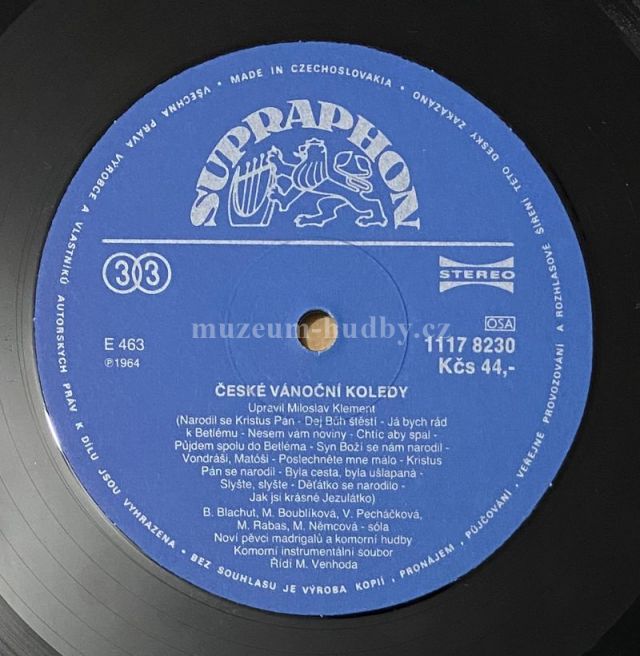 VŠECHNA PRÁVA VÝROBCE A VLASTNÍKŮ AUTORSKÝCH PRÁV K DÍLU JSOU VYHRAZENA • BEZ SOUHLASU JE VÝROBA KOPIÍ, PRONÁJEM, PŮJČOVÁNÍ, VEŘEJNÉ PROVOZOVÁNÍ A ROZHLASOVÉ ŠÍŘENÍ TÉTO DESKY ZAKÁZÁNO • MADE IN CZECHOSLOVAKIA •
SUPRAPHON
33
STEREO
muzeum-hudby.cz
OSA
E 463
1117 8230
℗1964
Kčs 44,-
ČESKÉ VÁNOČNÍ KOLEDY
Upravil Miloslav Klement
(Narodil se Kristus Pán - Dej Bůh štěstí - Já bych rád
k Betlému - Nesem vám noviny - Chtíc aby spal -
Půjdem spolu do Betléma - Syn Boží se nám narodil -
Vondráši, Matóši - Poslechněte mne málo - Kristus
Pán se narodil - Byla cesta, byla ušlapaná -
Slyšte, slyšte - Děťátko se narodilo -
Jak jsi krásné Jezulátko)
B. Blachut, M. Boublíková, V. Pecháčková,
M. Rabas, M. Němcová - sóla
Noví pěvci madrigalů a komorní hudby
Komorní instrumentální soubor
Řídí M. Venhoda